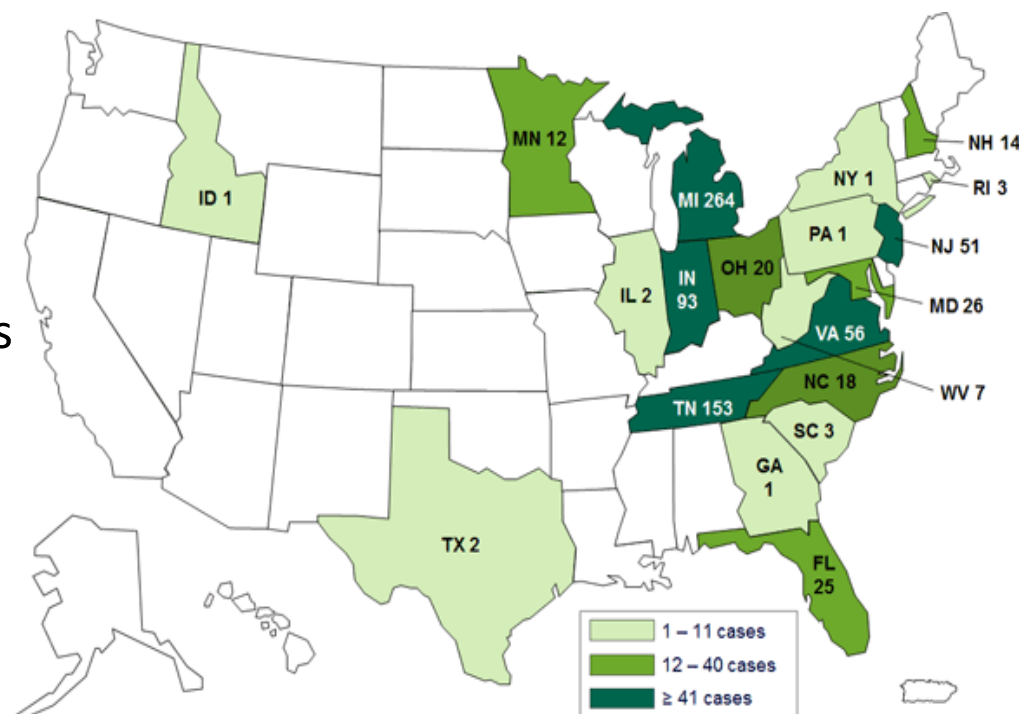 MN 12
NH 14
ID 1
NY 1
MI 264
RI 3
PA 1
NJ 51
OH 20
IN
93
IL 2
MD 26
s
VA 56
NC 18
WV 7
TN 153
SC 3
GA
1
TX 2
FL
25
1 – 11 cases
12 – 40 cases
≥ 41 cases